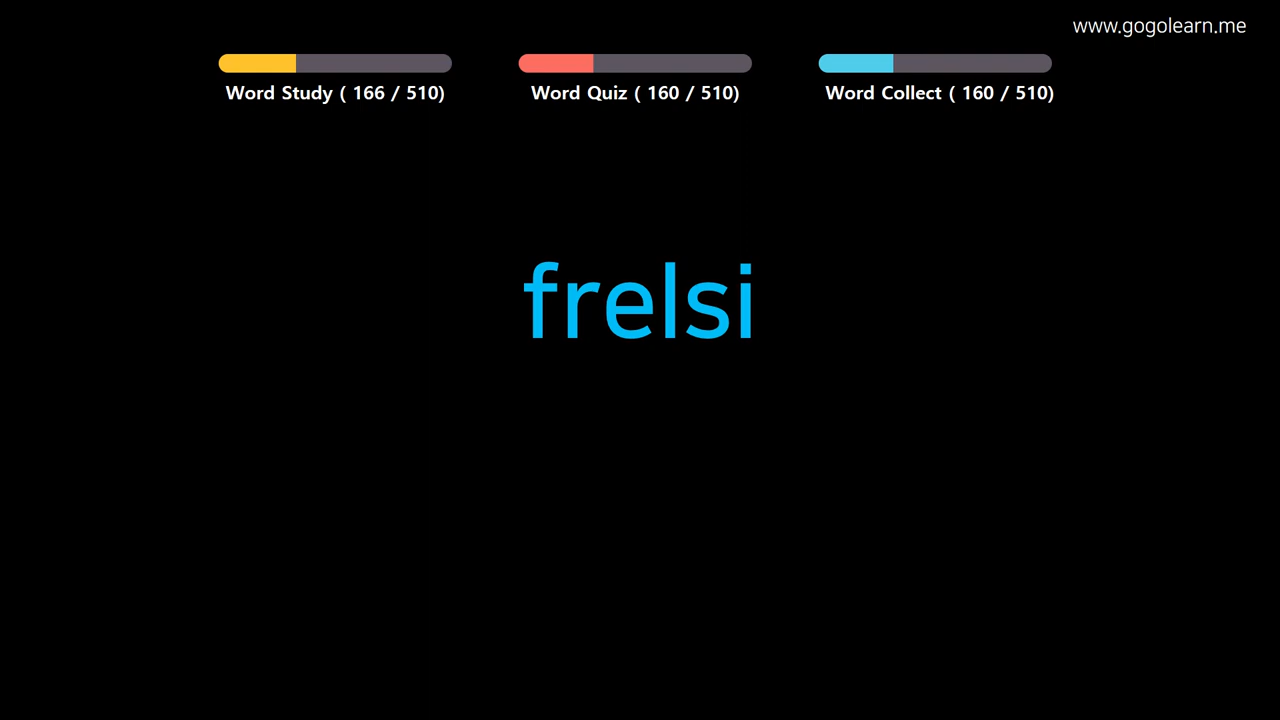 www.gogolearn.me
Word Study ( 166 / 510)
Word Quiz ( 160 / 510)
Word Collect ( 160 / 510)
frelsi